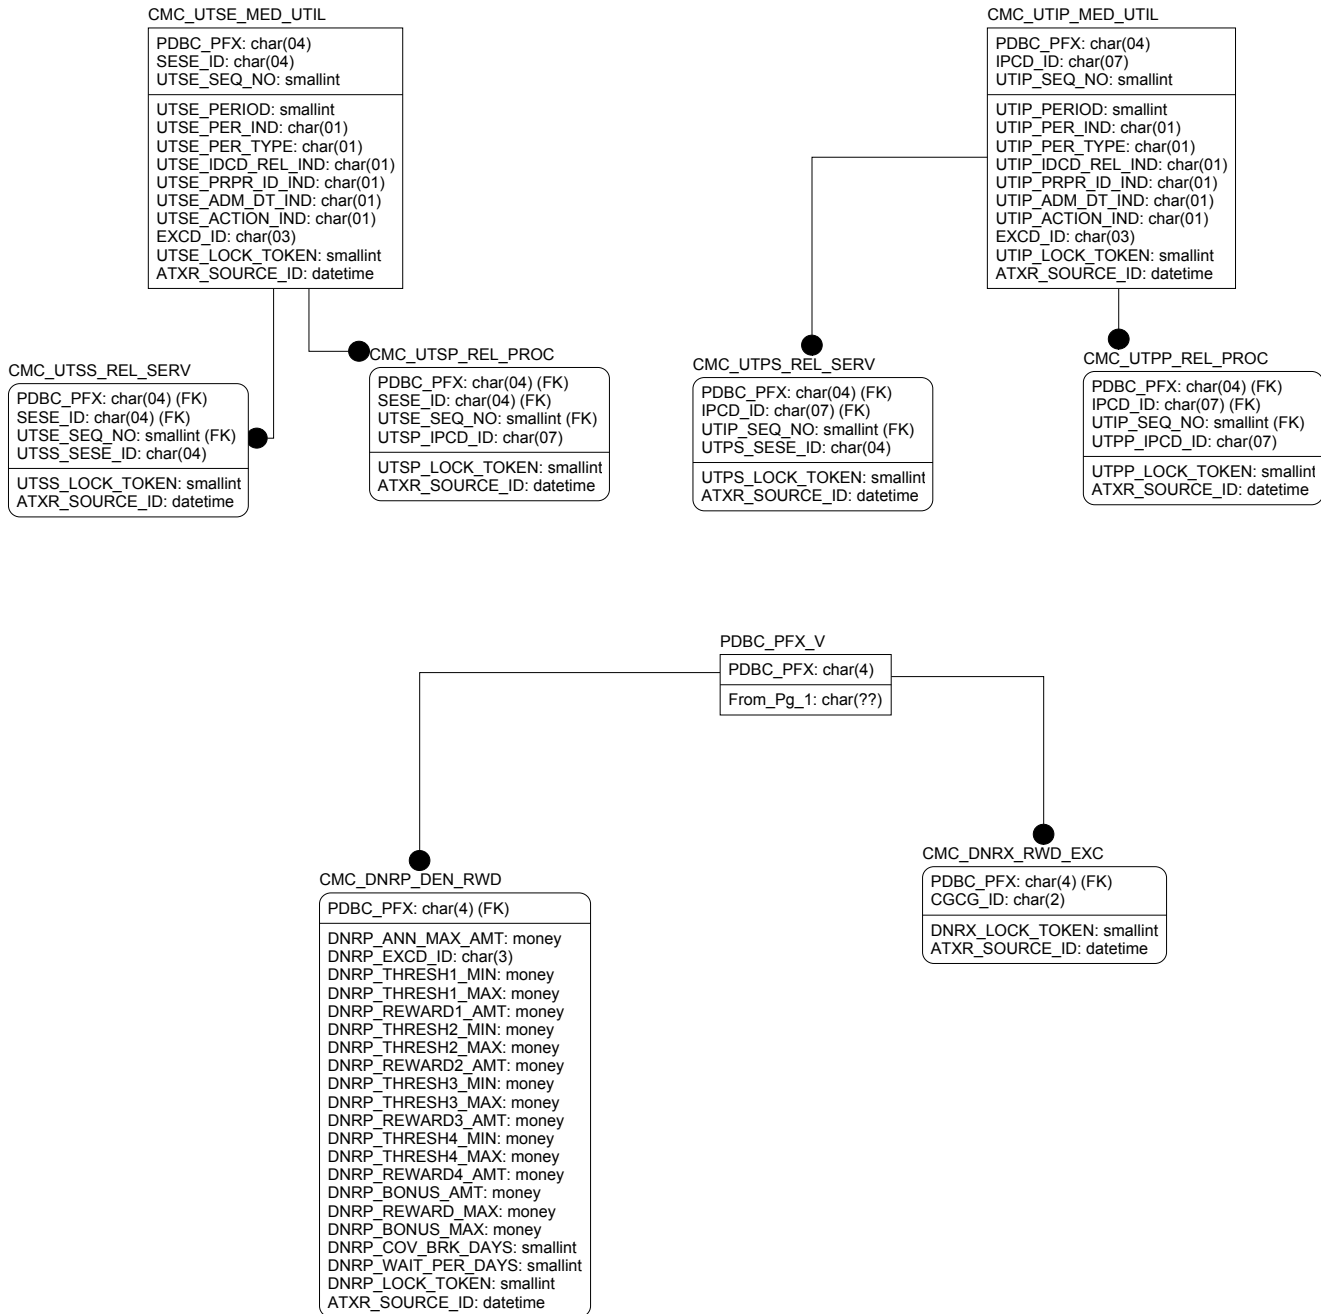 CMC_UTSE_MED_UTIL
PDBC_PFX: char(04)
SESE_ID: char(04)
UTSE_SEQ_NO: smallint
UTSE_PERIOD: smallint
UTSE_PER_IND: char(01)
UTSE_PER_TYPE: char(01)
UTSE_IDCD_REL_IND: char(01)
UTSE_PRPR_ID_IND: char(01)
UTSE_ADM_DT_IND: char(01)
UTSE_ACTION_IND: char(01)
EXCD_ID: char(03)
UTSE_LOCK_TOKEN: smallint
ATXR_SOURCE_ID: datetime
CMC_UTIP_MED_UTIL
PDBC_PFX: char(04)
IPCD_ID: char(07)
UTIP_SEQ_NO: smallint
UTIP_PERIOD: smallint
UTIP_PER_IND: char(01)
UTIP_PER_TYPE: char(01)
UTIP_IDCD_REL_IND: char(01)
UTIP_PRPR_ID_IND: char(01)
UTIP_ADM_DT_IND: char(01)
UTIP_ACTION_IND: char(01)
EXCD_ID: char(03)
UTIP_LOCK_TOKEN: smallint
ATXR_SOURCE_ID: datetime
CMC_UTSS_REL_SERV
PDBC_PFX: char(04) (FK)
SESE_ID: char(04) (FK)
UTSE_SEQ_NO: smallint (FK)
UTSS_SESE_ID: char(04)
UTSS_LOCK_TOKEN: smallint
ATXR_SOURCE_ID: datetime
CMC_UTSP_REL_PROC
PDBC_PFX: char(04) (FK)
SESE_ID: char(04) (FK)
UTSE_SEQ_NO: smallint (FK)
UTSP_IPCD_ID: char(07)
UTSP_LOCK_TOKEN: smallint
ATXR_SOURCE_ID: datetime
CMC_UTPS_REL_SERV
PDBC_PFX: char(04) (FK)
IPCD_ID: char(07) (FK)
UTIP_SEQ_NO: smallint (FK)
UTPS_SESE_ID: char(04)
UTPS_LOCK_TOKEN: smallint
ATXR_SOURCE_ID: datetime
CMC_UTPP_REL_PROC
PDBC_PFX: char(04) (FK)
IPCD_ID: char(07) (FK)
UTIP_SEQ_NO: smallint (FK)
UTPP_IPCD_ID: char(07)
UTPP_LOCK_TOKEN: smallint
ATXR_SOURCE_ID: datetime
PDBC_PFX_V
PDBC_PFX: char(4)
From_Pg_1: char(??)
CMC_DNRP_DEN_RWD
PDBC_PFX: char(4) (FK)
DNRP_ANN_MAX_AMT: money
DNRP_EXCD_ID: char(3)
DNRP_THRESH1_MIN: money
DNRP_THRESH1_MAX: money
DNRP_REWARD1_AMT: money
DNRP_THRESH2_MIN: money
DNRP_THRESH2_MAX: money
DNRP_REWARD2_AMT: money
DNRP_THRESH3_MIN: money
DNRP_THRESH3_MAX: money
DNRP_REWARD3_AMT: money
DNRP_THRESH4_MIN: money
DNRP_THRESH4_MAX: money
DNRP_REWARD4_AMT: money
DNRP_BONUS_AMT: money
DNRP_REWARD_MAX: money
DNRP_BONUS_MAX: money
DNRP_COV_BRK_DAYS: smallint
DNRP_WAIT_PER_DAYS: smallint
DNRP_LOCK_TOKEN: smallint
ATXR_SOURCE_ID: datetime
CMC_DNRX_RWD_EXC
PDBC_PFX: char(4) (FK)
CGCG_ID: char(2)
DNRX_LOCK_TOKEN: smallint
ATXR_SOURCE_ID: datetime